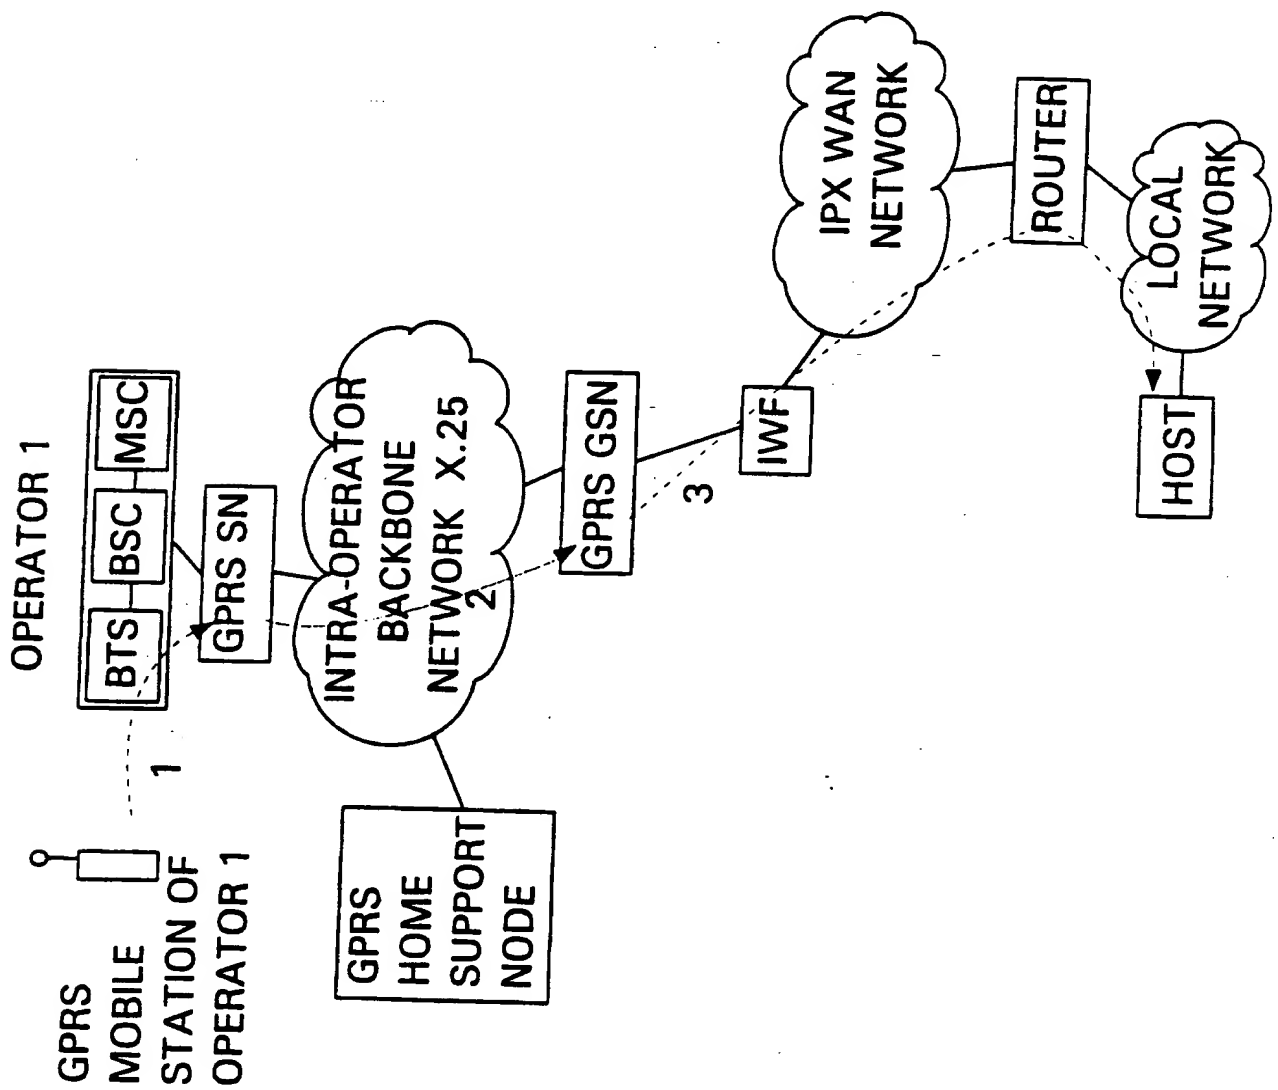 OPERATOR 1
BTS
BSC
MSC
1
GPRS
MOBILE
STATION OF
OPERATOR 1
GPRS SN
INTRA-OPERATOR
BACKBONE
NETWORK X.25
2
GPRS
HOME
SUPPORT
NODE
GPRS GSN
3
IWF
IPX WAN
NETWORK
ROUTER
LOCAL
NETWORK
HOST